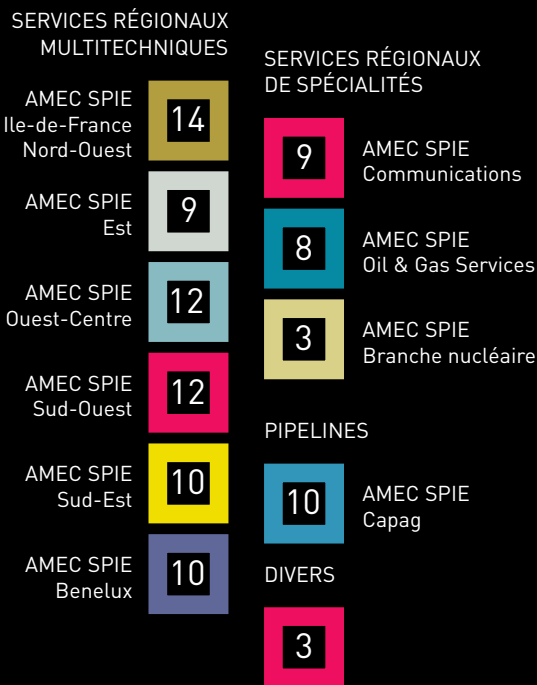 SERVICES RÉGIONAUX
MULTITECHNIQUES
AMEC SPIE
Ile-de-France
Nord-Ouest
14
AMEC SPIE
Est
9
AMEC SPIE
Ouest-Centre
12
AMEC SPIE
Sud-Ouest
12
AMEC SPIE
Sud-Est
10
AMEC SPIE
Benelux
10
SERVICES RÉGIONAUX
DE SPÉCIALITÉS
9
AMEC SPIE
Communications
8
AMEC SPIE
Oil & Gas Services
3
AMEC SPIE
Branche nucléaire
PIPELINES
10
AMEC SPIE
Capag
DIVERS
3